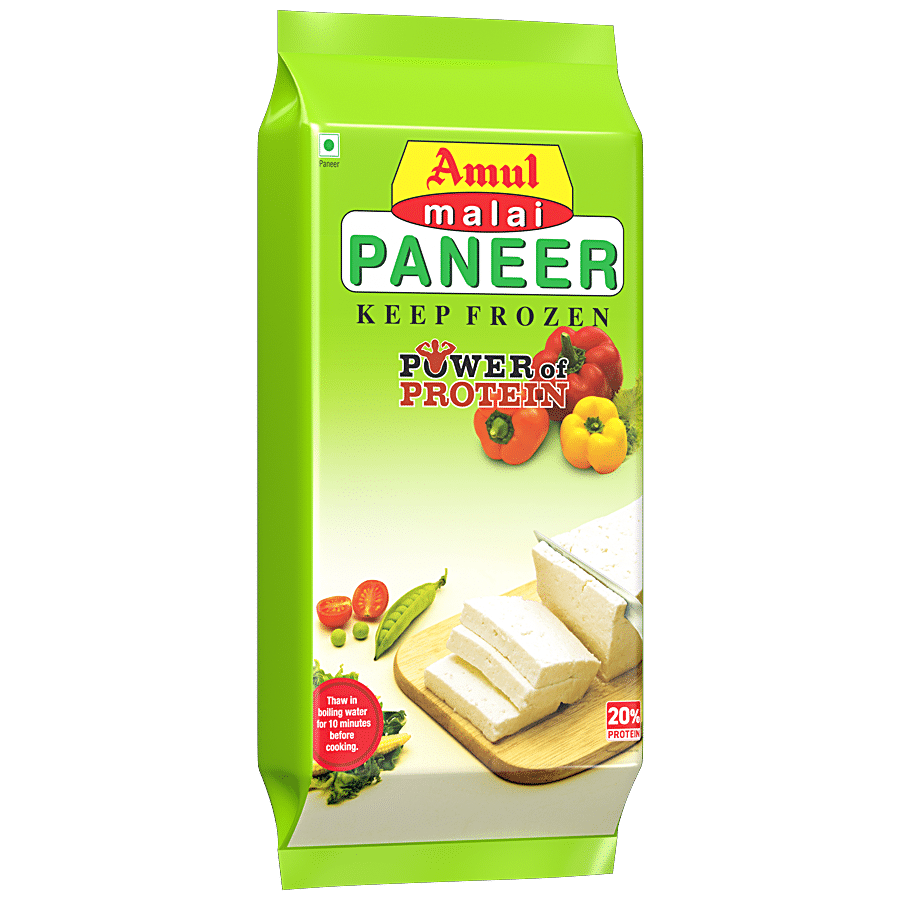 Paneer
Amul
malai
PANEER
KEEP FROZEN
POWER of
PROTEIN
Thaw in
boiling water
for 10 minutes
before
cooking.
20%
PROTEIN